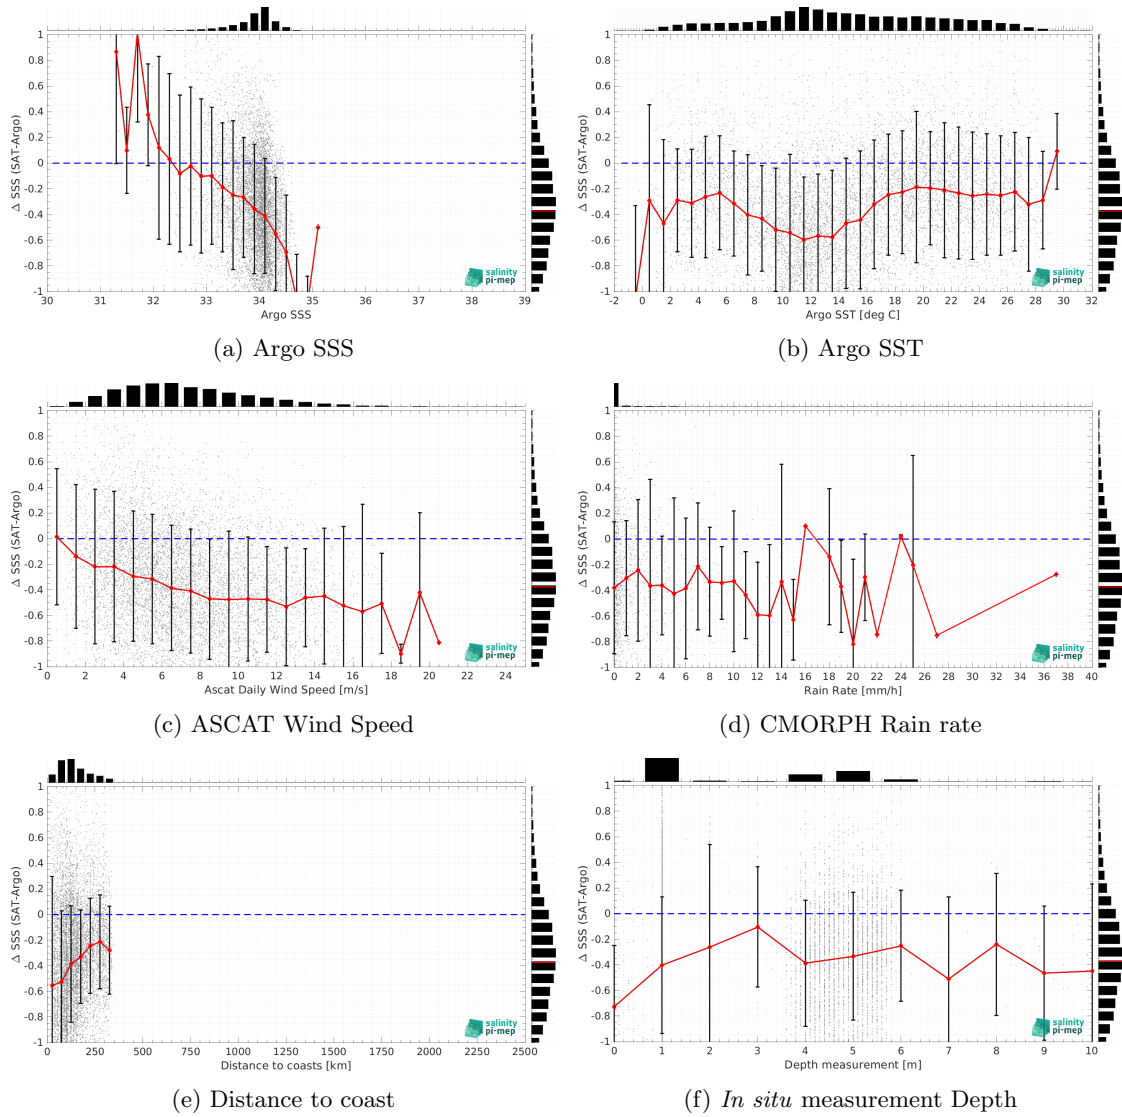 1
0.8
0.6
0.4
0.2
0
-0.2
-0.4
-0.6
-0.8
-1
Δ SSS (SAT-Argo)
30 31 32 33 34 35 36 37 38 39
Argo SSS
salinity
pi-mep
(a) Argo SSS
1
0.8
0.6
0.4
0.2
0
-0.2
-0.4
-0.6
-0.8
-1
Δ SSS (SAT-Argo)
-2 0 2 4 6 8 10 12 14 16 18 20 22 24 26 28 30 32
Argo SST [deg C]
salinity
pi-mep
(b) Argo SST
1
0.8
0.6
0.4
0.2
0
-0.2
-0.4
-0.6
-0.8
-1
Δ SSS (SAT-Argo)
0 2 4 6 8 10 12 14 16 18 20 22 24
Ascat Daily Wind Speed [m/s]
salinity
pi-mep
(c) ASCAT Wind Speed
1
0.8
0.6
0.4
0.2
0
-0.2
-0.4
-0.6
-0.8
-1
Δ SSS (SAT-Argo)
0 2 4 6 8 10 12 14 16 18 20 22 24 26 28 30 32 34 36 38 40
Rain Rate [mm/h]
salinity
pi-mep
(d) CMORPH Rain rate
1
0.8
0.6
0.4
0.2
0
-0.2
-0.4
-0.6
-0.8
-1
Δ SSS (SAT-Argo)
0 250 500 750 1000 1250 1500 1750 2000 2250 2500
Distance to coasts [km]
salinity
pi-mep
(e) Distance to coast
1
0.8
0.6
0.4
0.2
0
-0.2
-0.4
-0.6
-0.8
-1
Δ SSS (SAT-Argo)
0 1 2 3 4 5 6 7 8 9 10
Depth measurement [m]
salinity
pi-mep
(f) In situ measurement Depth